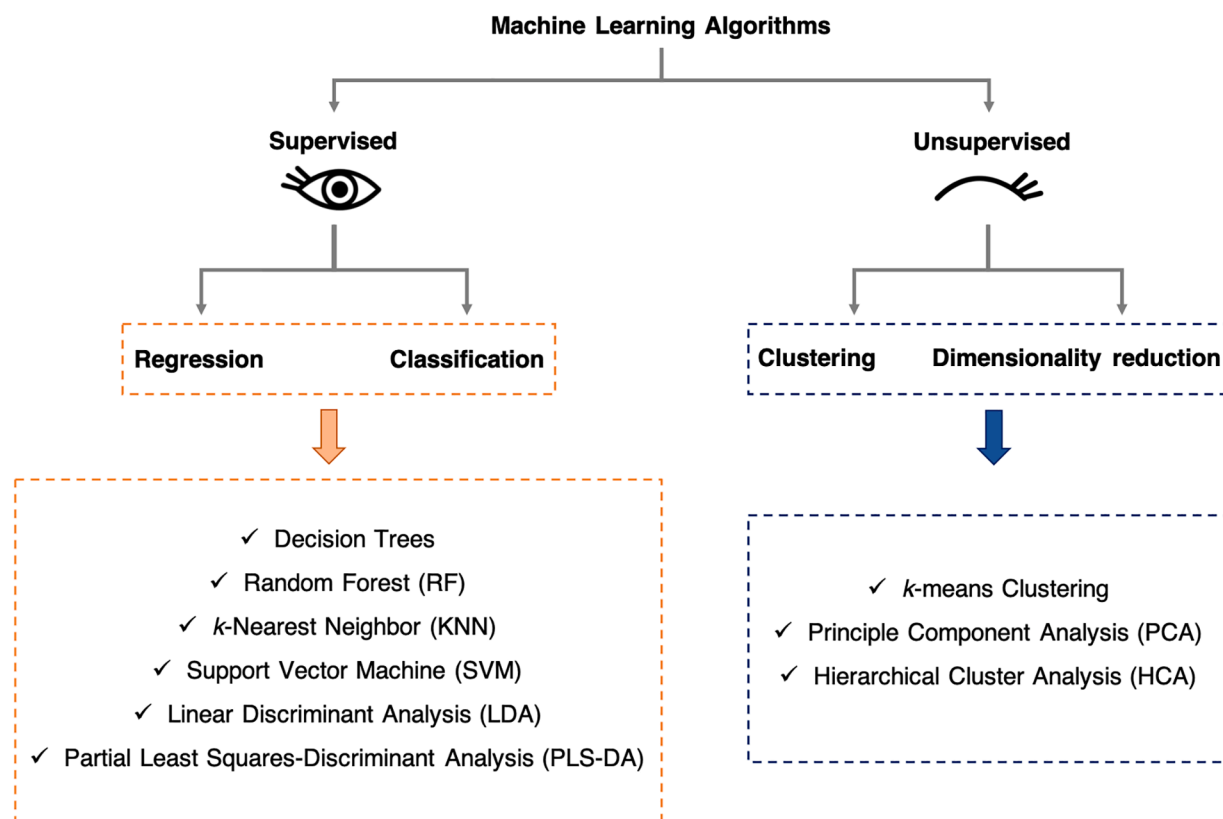 Machine Learning Algorithms
Supervised
Unsupervised
Regression
Classification
Clustering
Dimensionality reduction
✓ Decision Trees
✓ Random Forest (RF)
✓ k-Nearest Neighbor (KNN)
✓ Support Vector Machine (SVM)
✓ Linear Discriminant Analysis (LDA)
✓ Partial Least Squares-Discriminant Analysis (PLS-DA)
✓ k-means Clustering
✓ Principle Component Analysis (PCA)
✓ Hierarchical Cluster Analysis (HCA)